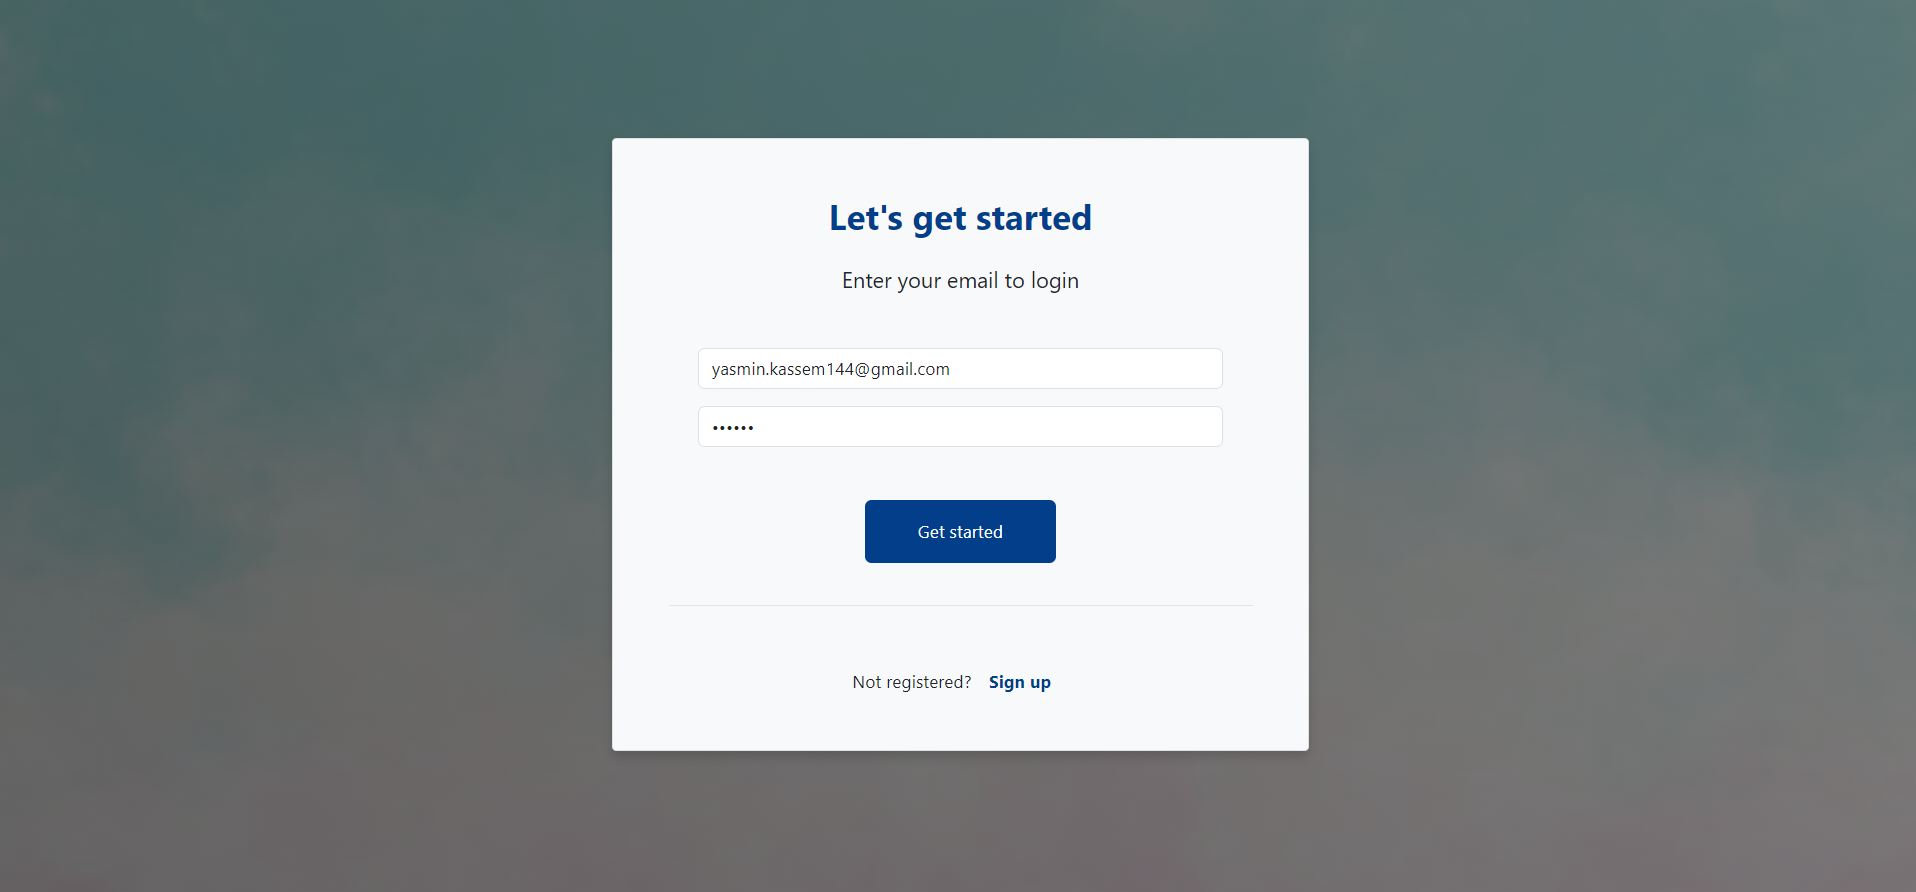 Let's get started
Enter your email to login
yasmin.kassem144@gmail.com
••••••
Get started
Not registered? Sign up